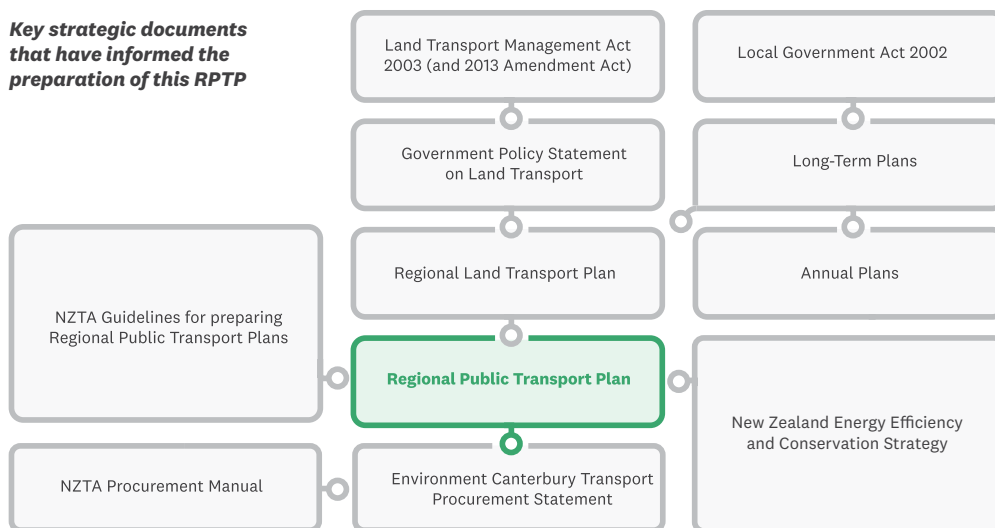 Key strategic documents
that have informed the
preparation of this RPTP
Land Transport Management Act
2003 (and 2013 Amendment Act)
Local Government Act 2002
Government Policy Statement
on Land Transport
Long-Term Plans
Regional Land Transport Plan
Annual Plans
NZTA Guidelines for preparing
Regional Public Transport Plans
Regional Public Transport Plan
New Zealand Energy Efficiency
and Conservation Strategy
NZTA Procurement Manual
Environment Canterbury Transport
Procurement Statement